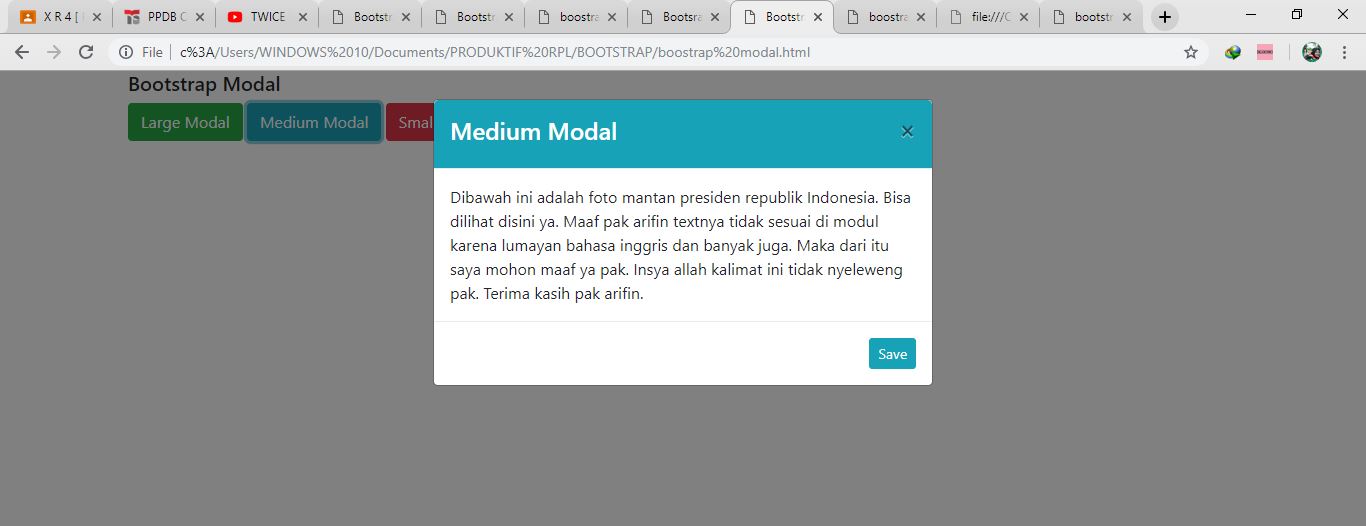 X R 4 [
PPDB
TWICE
Bootst
Bootstr
boostra
Bootsra
Bootstr
boostra
file:///C
bootstr
File
c%3A/Users/WINDOWS%2010/Documents/PRODUKTIF%20RPL/BOOTSTRAP/boostrap%20modal.html
Bootstrap Modal
Large Modal
Medium Modal
Smal
Medium Modal
×
Dibawah ini adalah foto mantan presiden republik Indonesia. Bisa
dilihat disini ya. Maaf pak arifin textnya tidak sesuai di modul
karena lumayan bahasa inggris dan banyak juga. Maka dari itu
saya mohon maaf ya pak. Insya allah kalimat ini tidak nyeleweng
pak. Terima kasih pak arifin.
Save